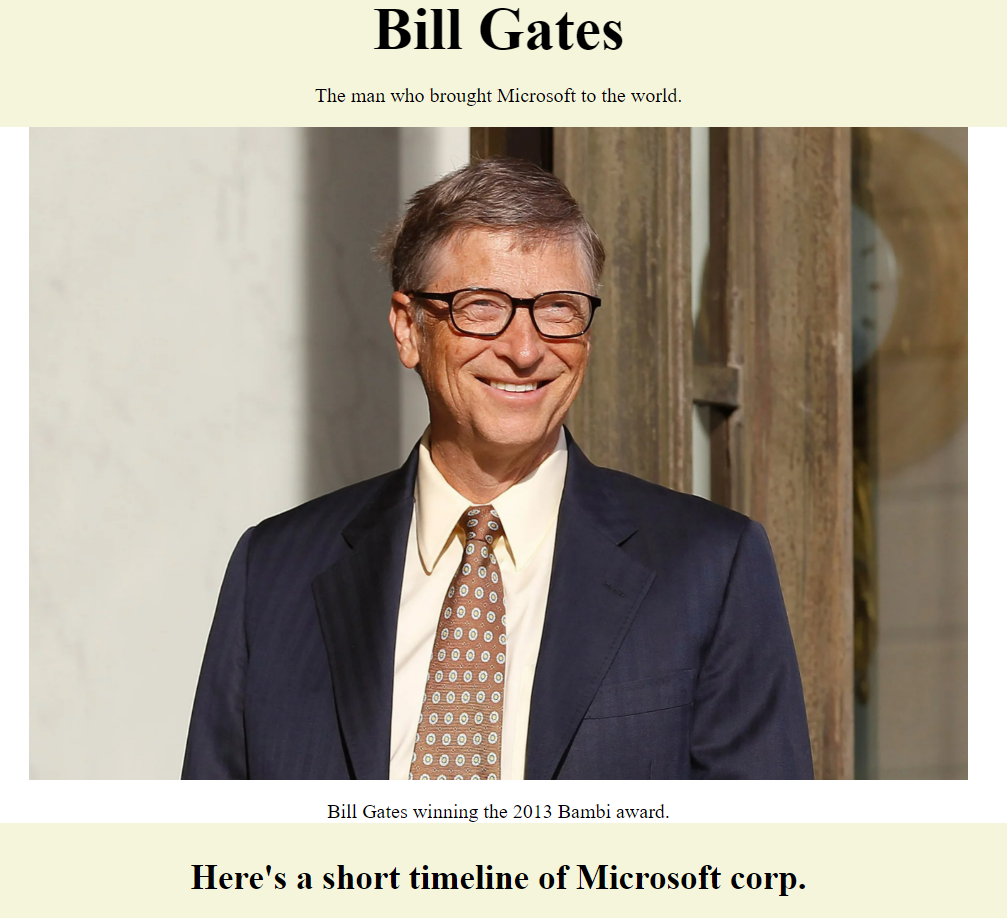 Bill Gates
The man who brought Microsoft to the world.
Bill Gates winning the 2013 Bambi award.
Here's a short timeline of Microsoft corp.